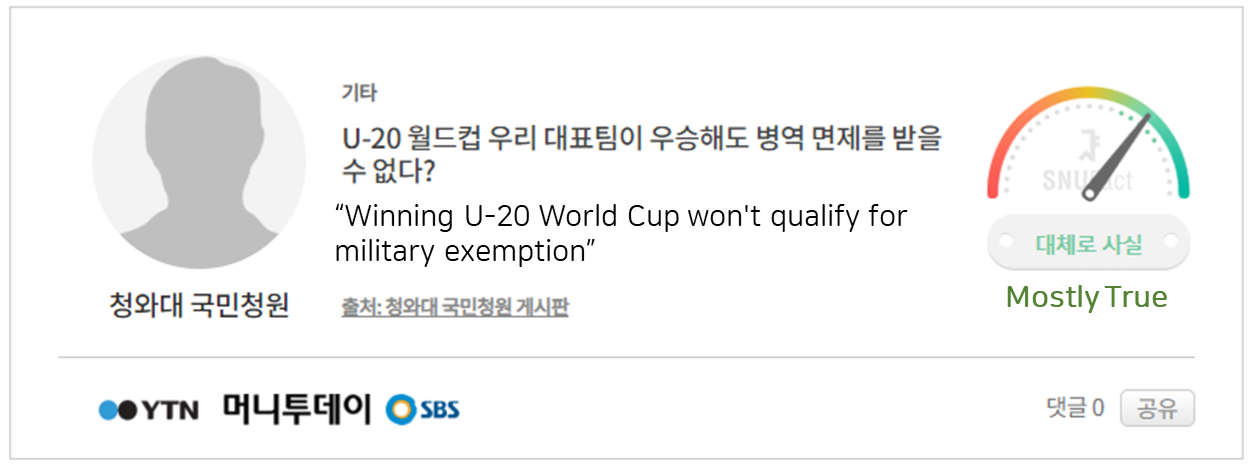 기타
U-20 월드컵 우리 대표팀이 우승해도 병역 면제를 받을
수 없다?
“Winning U-20 World Cup won't qualify for
military exemption”
청와대 국민청원
출처: 청와대 국민청원 게시판
SNUFact
대체로 사실
Mostly True
YTN 머니투데이 SBS
댓글 0 공유